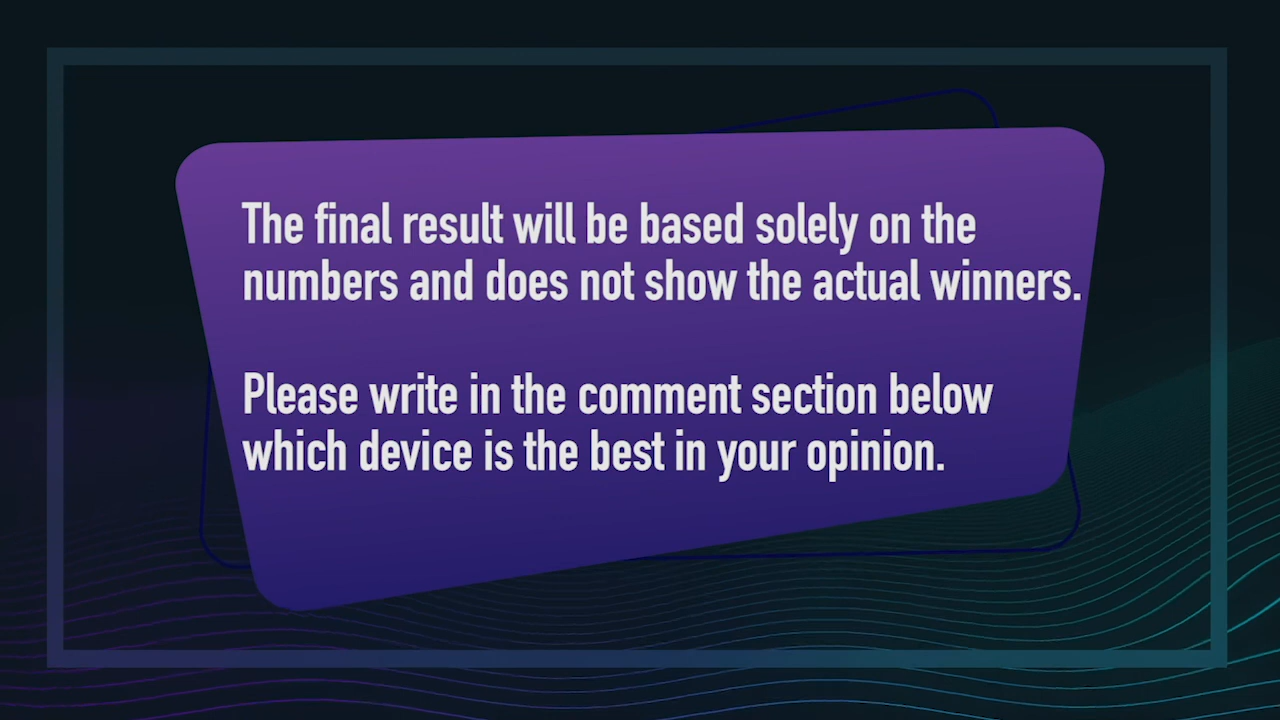 The final result will be based solely on the
numbers and does not show the actual winners.
Please write in the comment section below
which device is the best in your opinion.